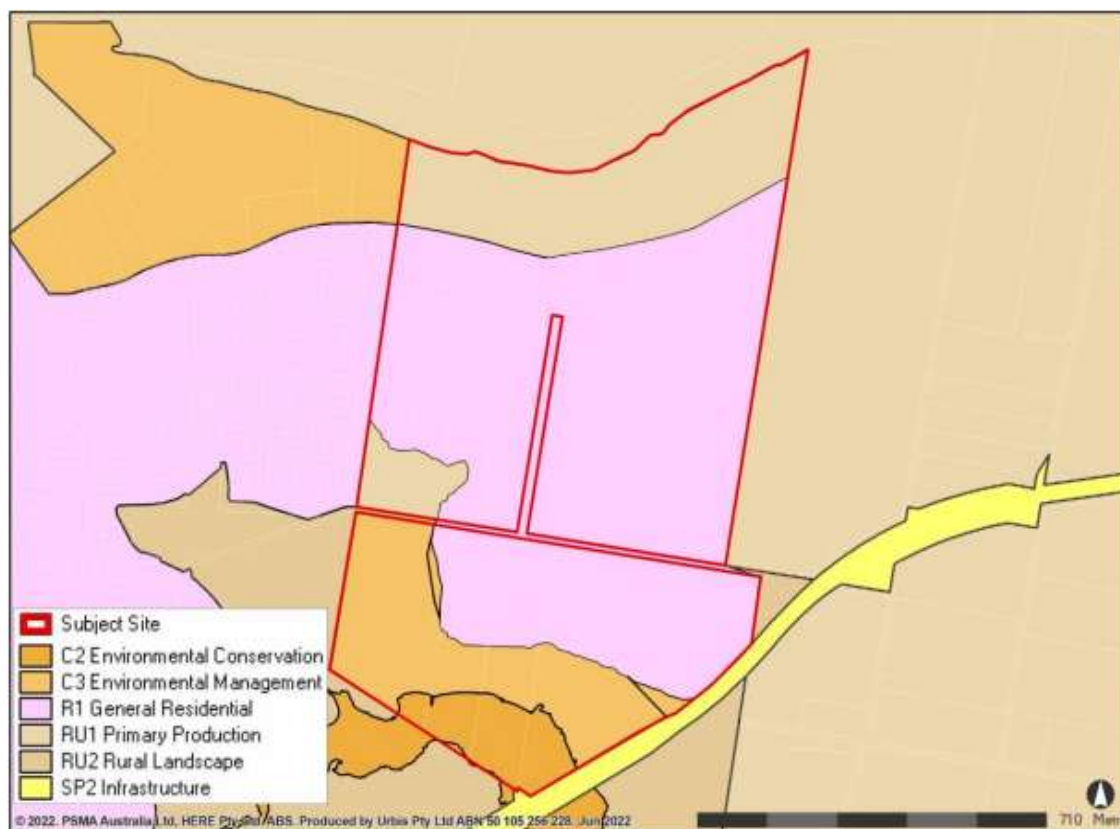 Subject Site
C2 Environmental Conservation
C3 Environmental Management
R1 General Residential
RU1 Primary Production
RU2 Rural Landscape
SP2 Infrastructure
© 2022. PSMA Australia Ltd, HERE Pty Ltd. ABS. Produced by Urbis Pty Ltd ABN 50 105 256 228. Jun 2022
710